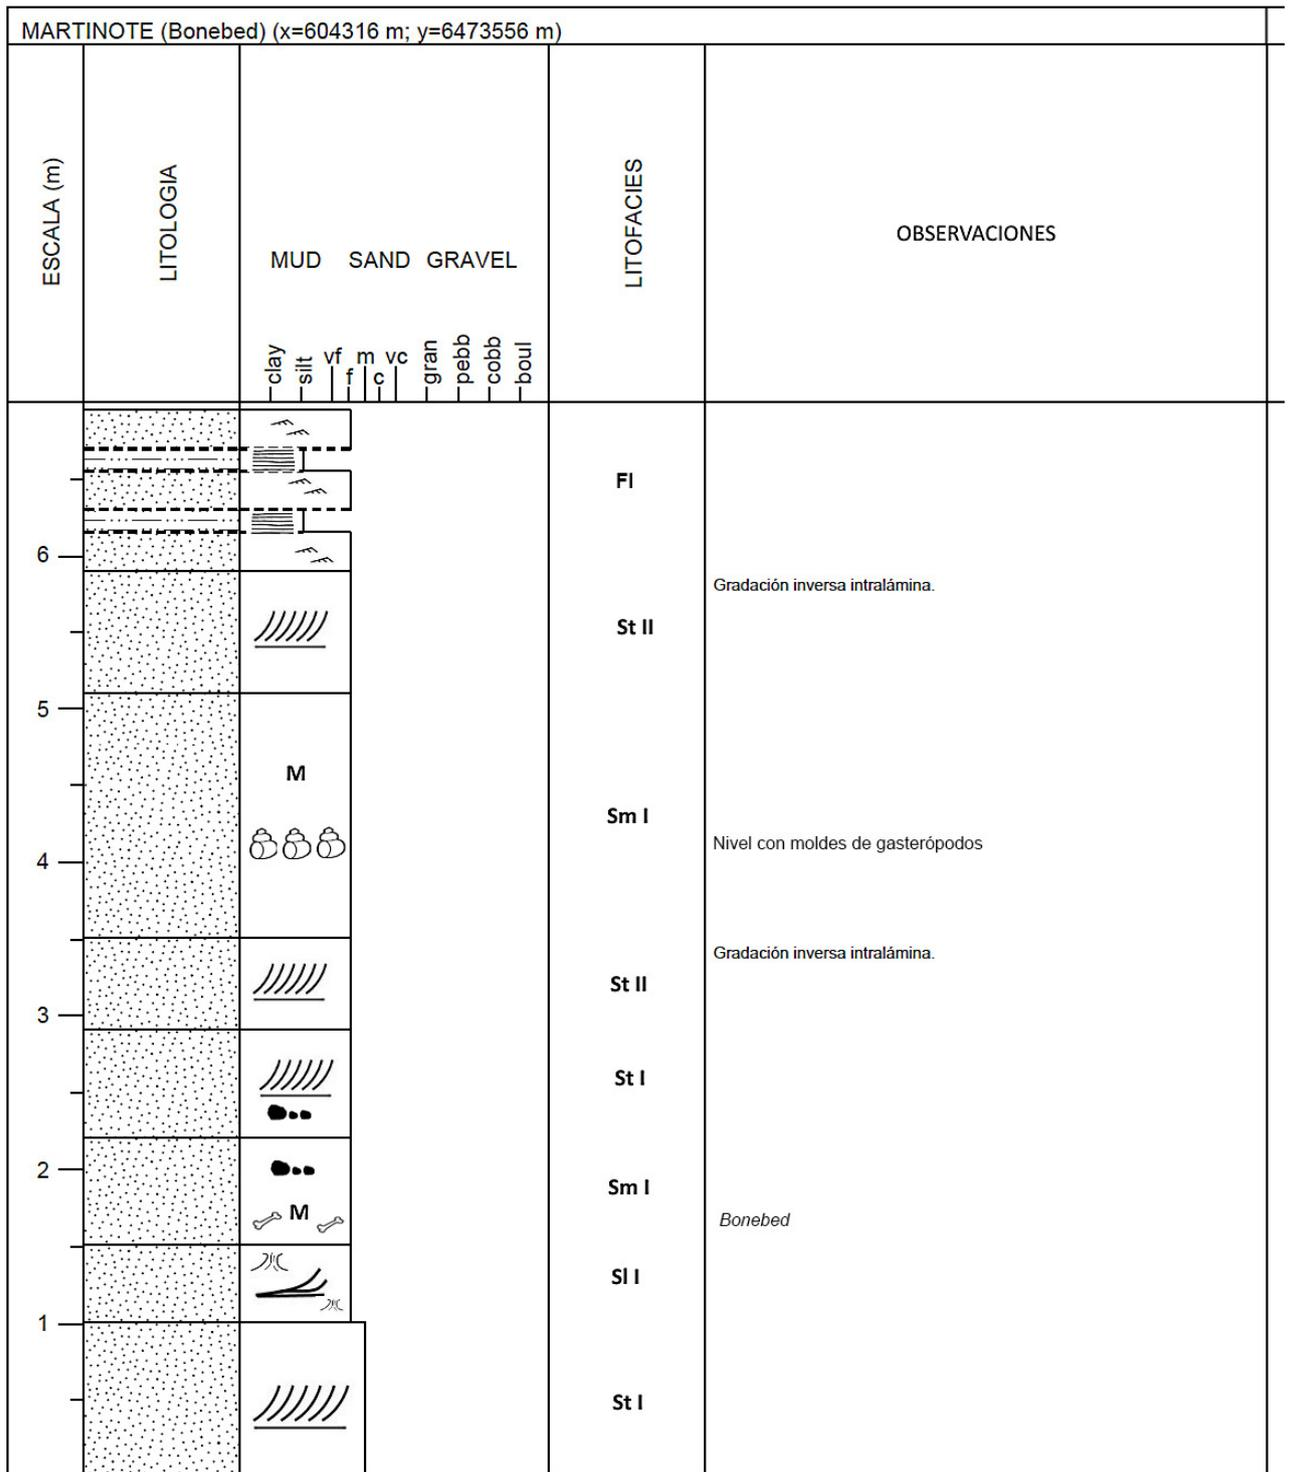 MARTINOTE (Bonebed) (x=604316 m; y=6473556 m)
ESCALA (m)
LITOLOGIA
MUD SAND GRAVEL
clay silt vf f m c vc gran pebb cobb boul
LITOFACIES
OBSERVACIONES
Fl
6
Gradación inversa intralámina.
St II
5
M
Sm I
Nivel con moldes de gasterópodos
4
Gradación inversa intralámina.
St II
3
St I
2
Sm I
M
Bonebed
Sl I
1
St I